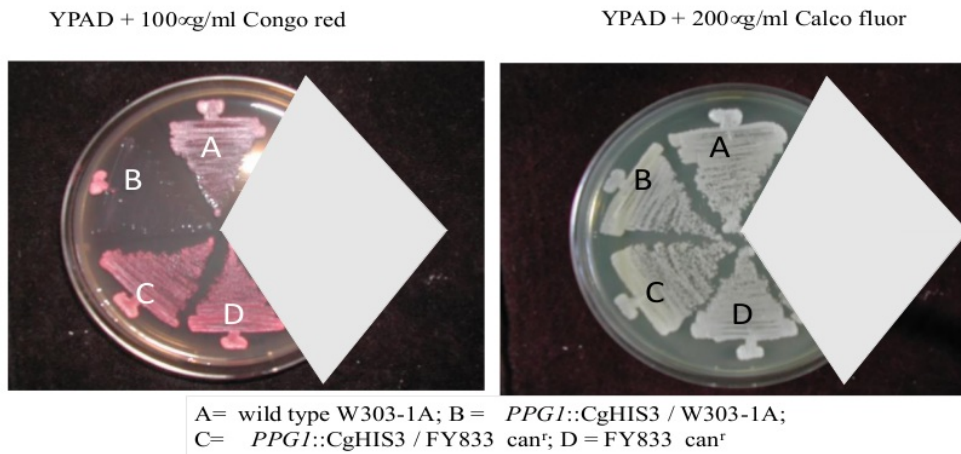 YPAD + 100∝g/ml Congo red
YPAD + 200∝g/ml Calco fluor
A
B
C
D
A
B
C
D
A= wild type W303-1A; B = PPG1::CgHIS3 / W303-1A;
C= PPG1::CgHIS3 / FY833 canʳ; D = FY833 canʳ